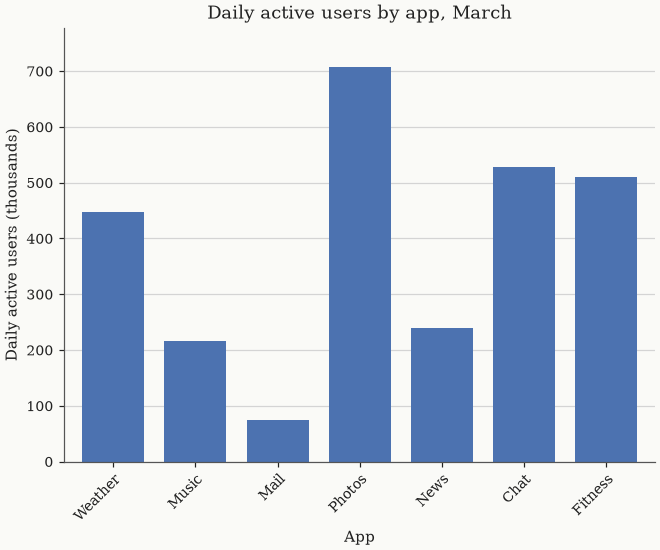 Daily active users by app, March
Daily active users (thousands)
700
600
500
400
300
200
100
0
Weather
Music
Mail
Photos
News
Chat
Fitness
App